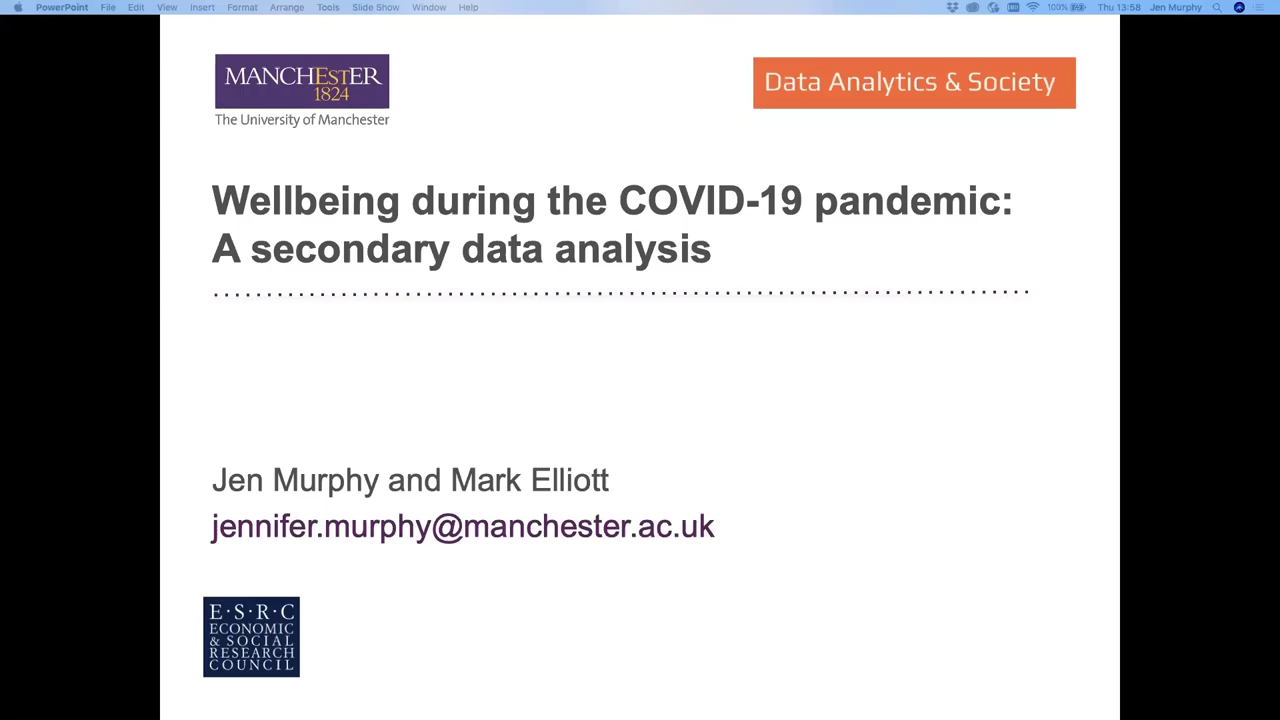 PowerPoint File Edit View Insert Format Arrange Tools Slide Show Window Help 100% Thu 13:58 Jen Murphy
MANCHESTER
1824
The University of Manchester
Data Analytics & Society
Wellbeing during the COVID-19 pandemic:
A secondary data analysis
Jen Murphy and Mark Elliott
jennifer.murphy@manchester.ac.uk
E·S·R·C
ECONOMIC
& SOCIAL
RESEARCH
COUNCIL